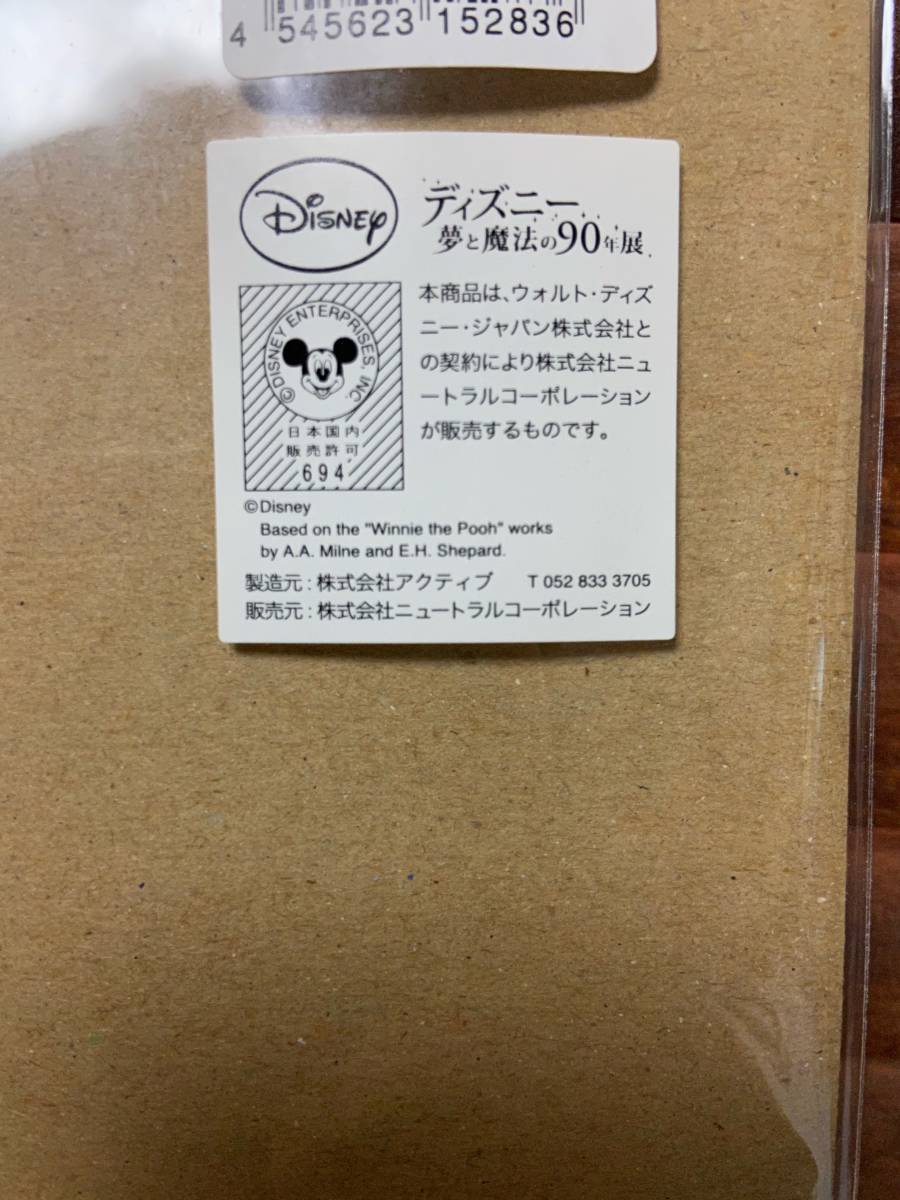 4 545623 152836
Disney
ディズニー
夢と魔法の90年展
©DISNEY ENTERPRISES, INC.
日本国内
販売許可
694
本商品は、ウォルト・ディズ
ニー・ジャパン株式会社と
の契約により株式会社ニュ
ートラルコーポレーション
が販売するものです。
©Disney
Based on the "Winnie the Pooh" works
by A.A. Milne and E.H. Shepard.
製造元:株式会社アクティブ T 052 833 3705
販売元:株式会社ニュートラルコーポレーション